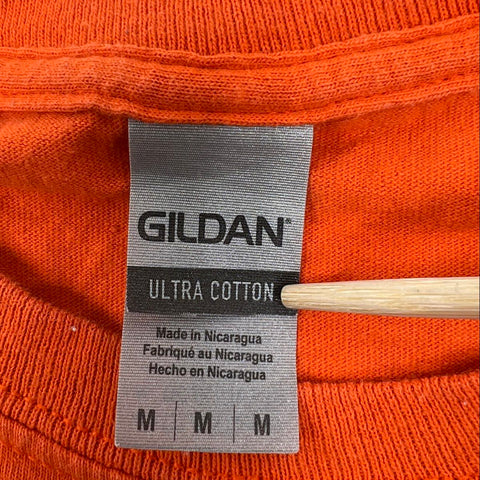 GILDAN®
ULTRA COTTON
Made in Nicaragua
Fabriqué au Nicaragua
Hecho en Nicaragua
M | M | M